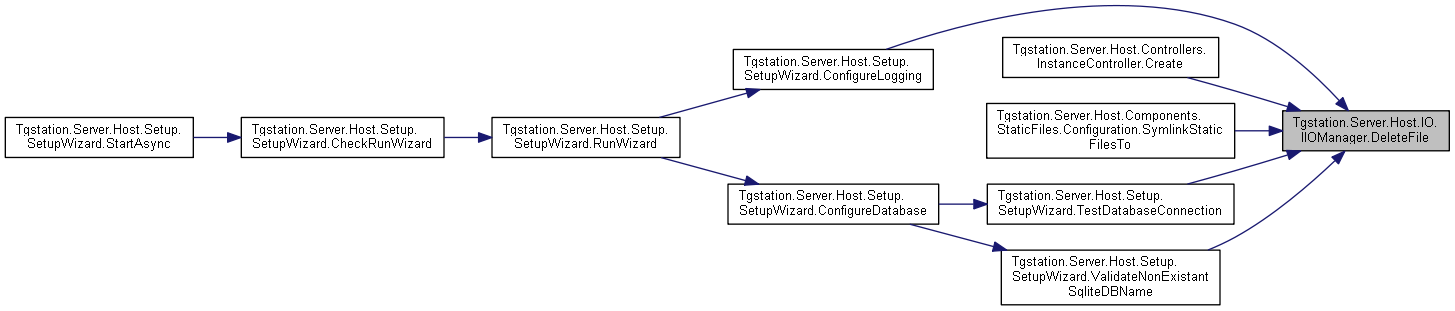 Tgstation.Server.Host.Setup.
SetupWizard.StartAsync
Tgstation.Server.Host.Setup.
SetupWizard.CheckRunWizard
Tgstation.Server.Host.Setup.
SetupWizard.RunWizard
Tgstation.Server.Host.Setup.
SetupWizard.ConfigureLogging
Tgstation.Server.Host.Setup.
SetupWizard.ConfigureDatabase
Tgstation.Server.Host.Controllers.
InstanceController.Create
Tgstation.Server.Host.Components.
StaticFiles.Configuration.SymlinkStatic
FilesTo
Tgstation.Server.Host.Setup.
SetupWizard.TestDatabaseConnection
Tgstation.Server.Host.Setup.
SetupWizard.ValidateNonExistant
SqliteDBName
Tgstation.Server.Host.IO.
IIOManager.DeleteFile